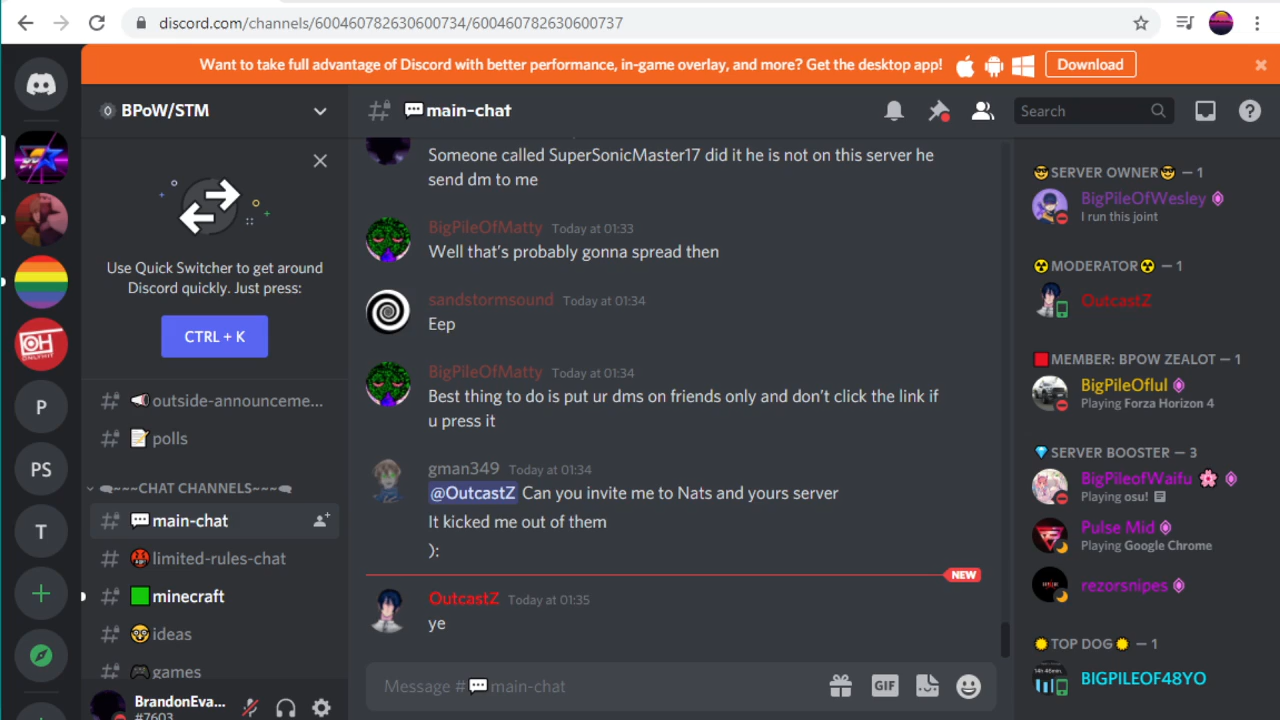 discord.com/channels/600460782630600734/600460782630600737
Want to take full advantage of Discord with better performance, in-game overlay, and more? Get the desktop app!
Download
BPoW/STM
main-chat
Search
Use Quick Switcher to get around
Discord quickly. Just press:
CTRL + K
outside-announceme...
polls
~~~CHAT CHANNELS~~~
main-chat
limited-rules-chat
minecraft
ideas
games
P
PS
T
BrandonEva...
#7603
Someone called SuperSonicMaster17 did it he is not on this server he
send dm to me
BigPileOfMatty Today at 01:33
Well that's probably gonna spread then
sandstormsound Today at 01:34
Eep
BigPileOfMatty Today at 01:34
Best thing to do is put ur dms on friends only and don't click the link if
u press it
gman349 Today at 01:34
@OutcastZ Can you invite me to Nats and yours server
It kicked me out of them
):
NEW
OutcastZ Today at 01:35
ye
Message # main-chat
GIF
SERVER OWNER — 1
BigPileOfWesley
I run this joint
MODERATOR — 1
OutcastZ
MEMBER: BPOW ZEALOT — 1
BigPileOflul
Playing Forza Horizon 4
SERVER BOOSTER — 3
BigPileofWaifu
Playing osu!
Pulse Mid
Playing Google Chrome
rezorsnipes
TOP DOG — 1
BIGPILEOF48YO